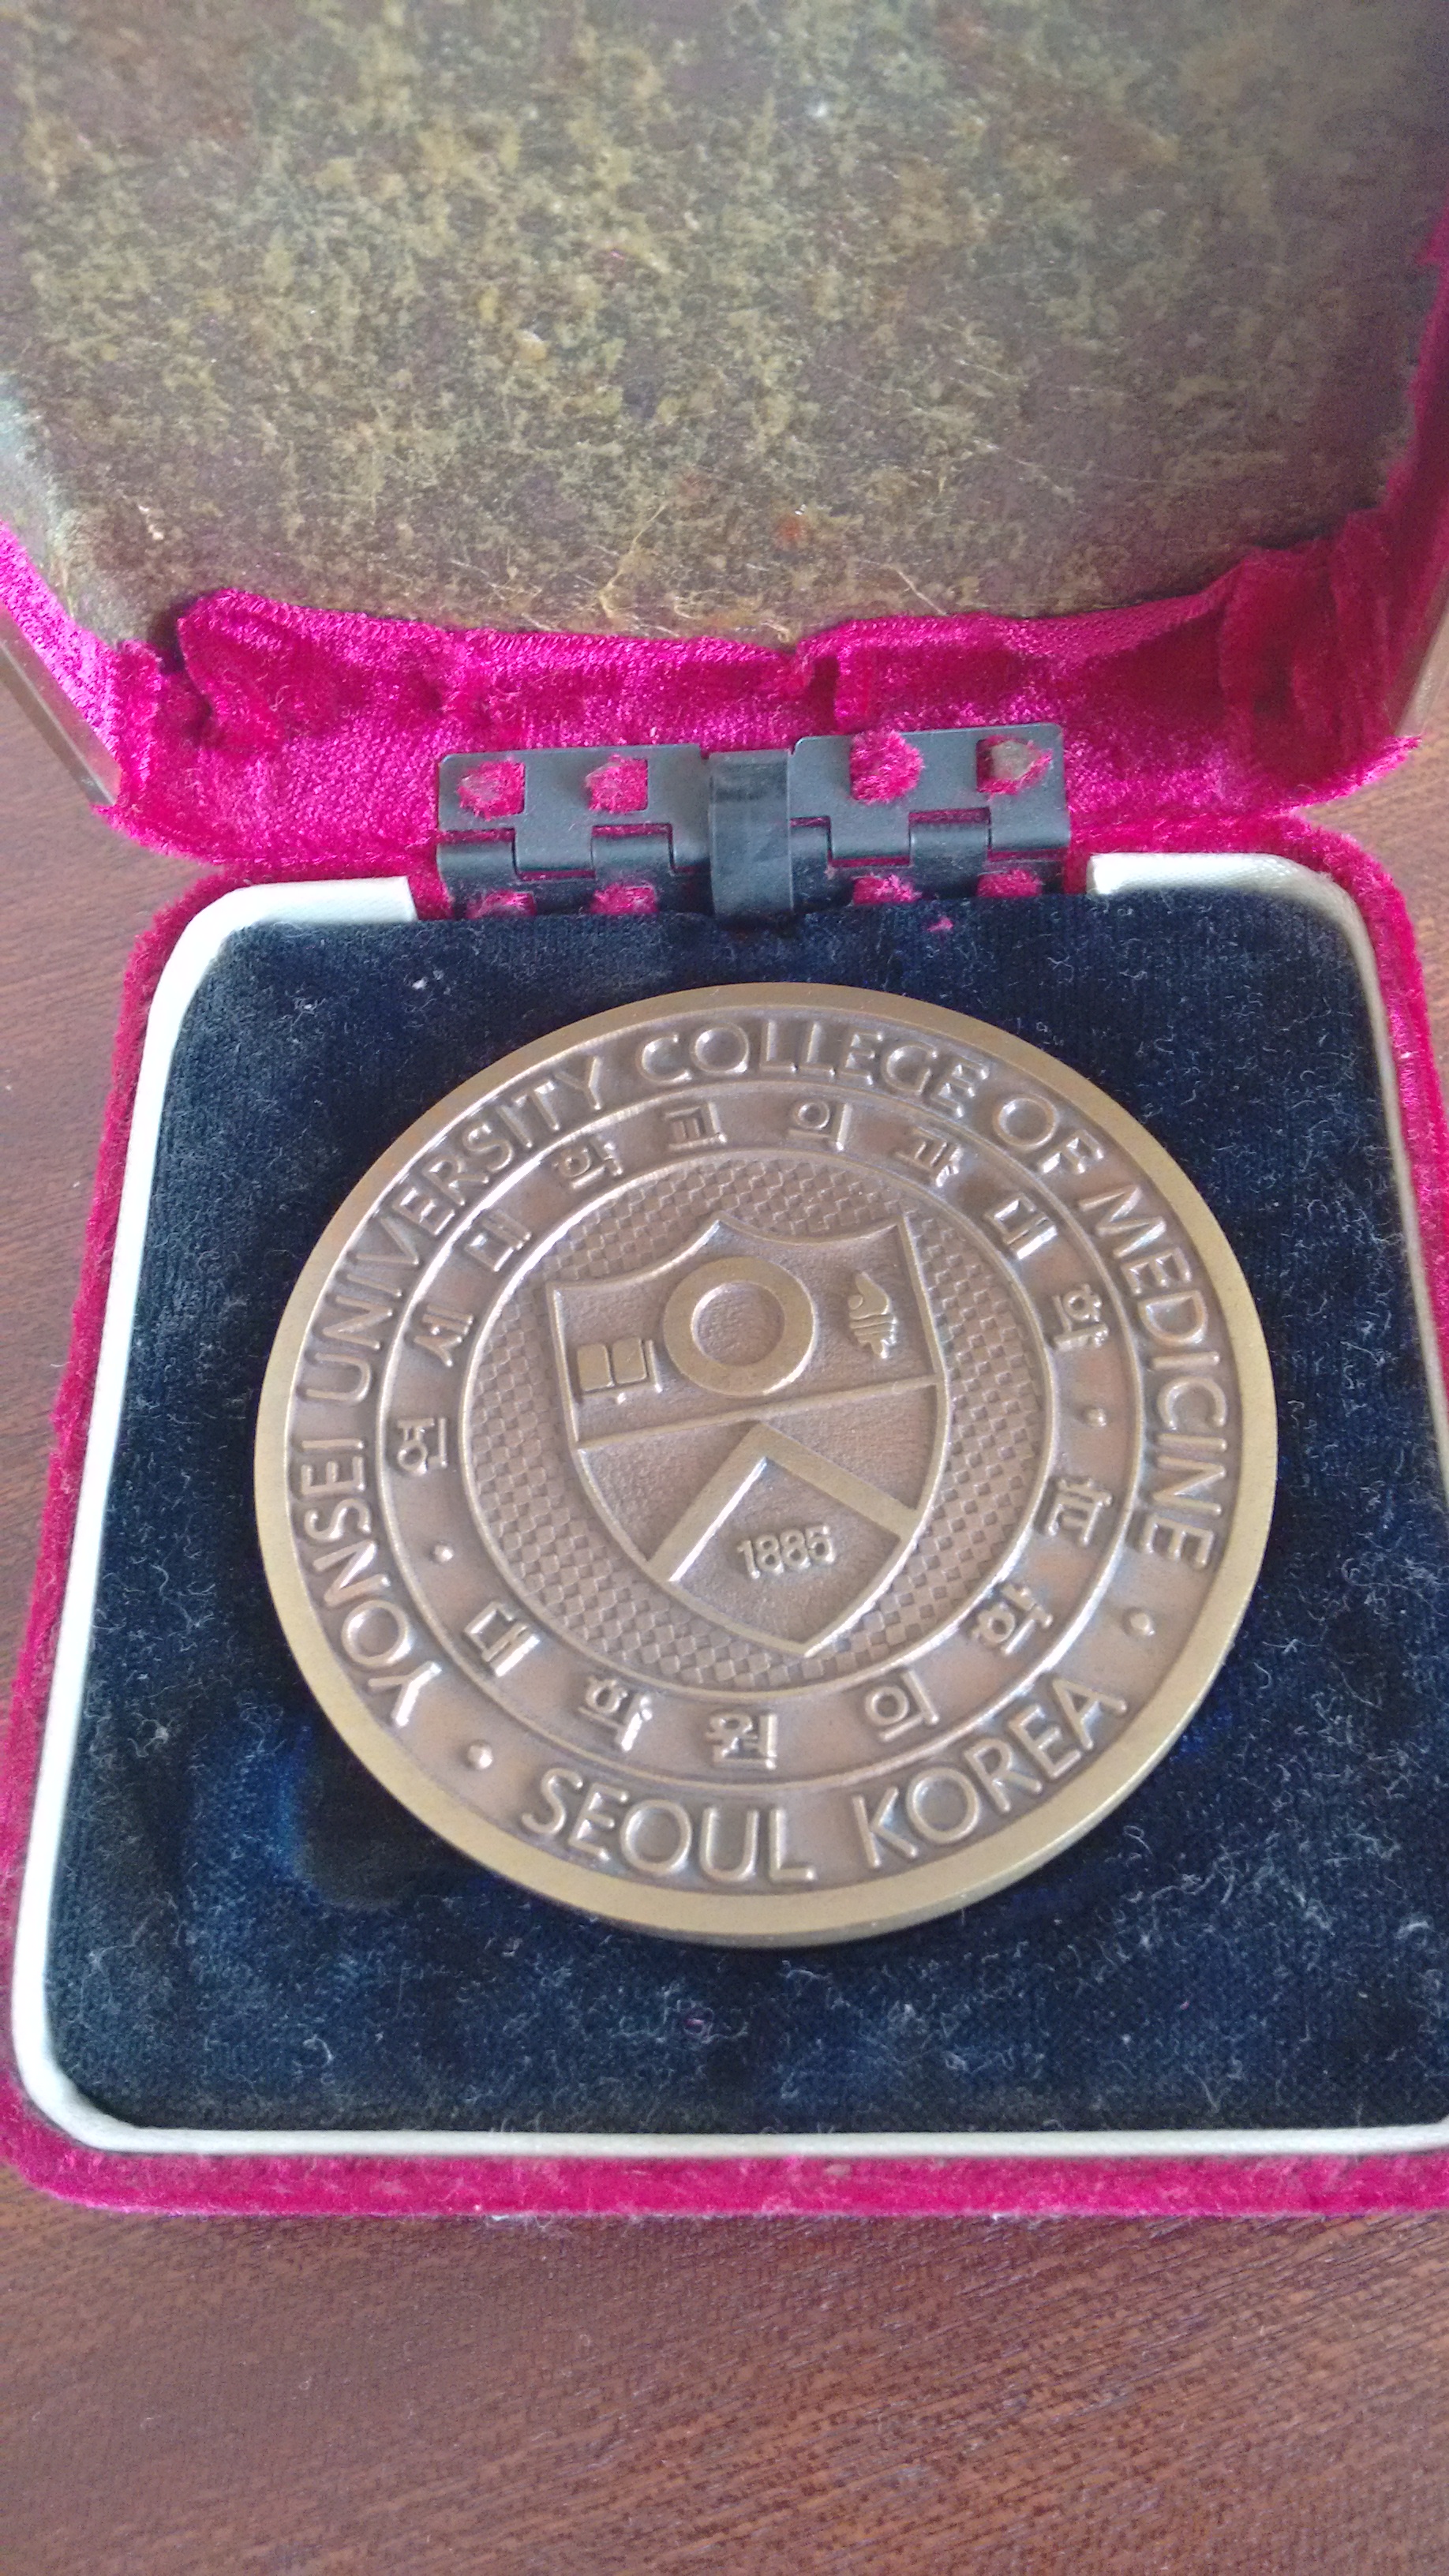 YONSEI UNIVERSITY COLLEGE OF MEDICINE
· SEOUL KOREA ·
연세대학교 의과대학
· 대학원 의학과 ·
1885